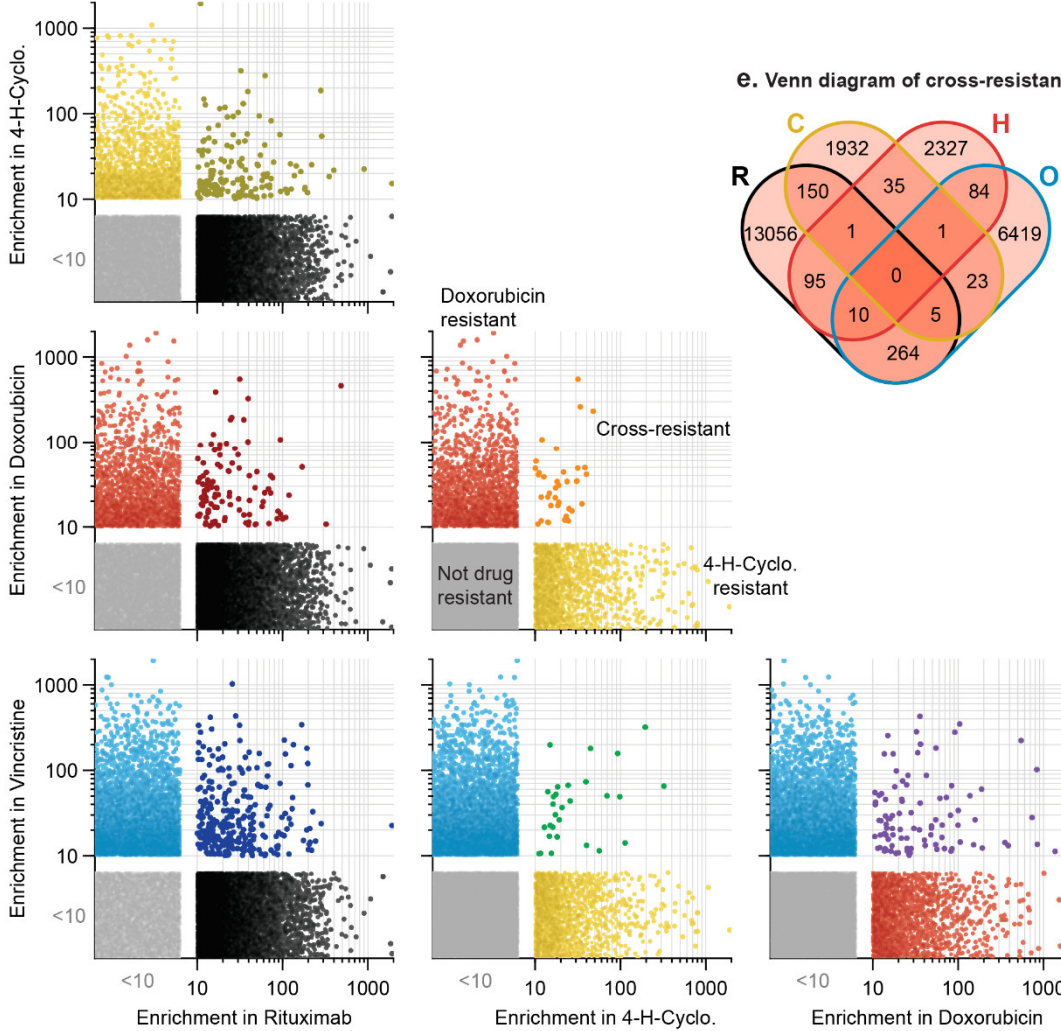 1000
100
10
<10
Enrichment in 4-H-Cyclo.
e. Venn diagram of cross-resistan
C
H
R
O
1932
2327
150
35
84
13056
1
1
6419
0
95
23
10
5
264
1000
100
10
<10
Enrichment in Doxorubicin
Doxorubicin
resistant
Cross-resistant
Not drug
resistant
4-H-Cyclo.
resistant
1000
100
10
<10
Enrichment in Vincristine
<10
10
100
1000
Enrichment in Rituximab
<10
10
100
1000
Enrichment in 4-H-Cyclo.
<10
10
100
1000
Enrichment in Doxorubicin